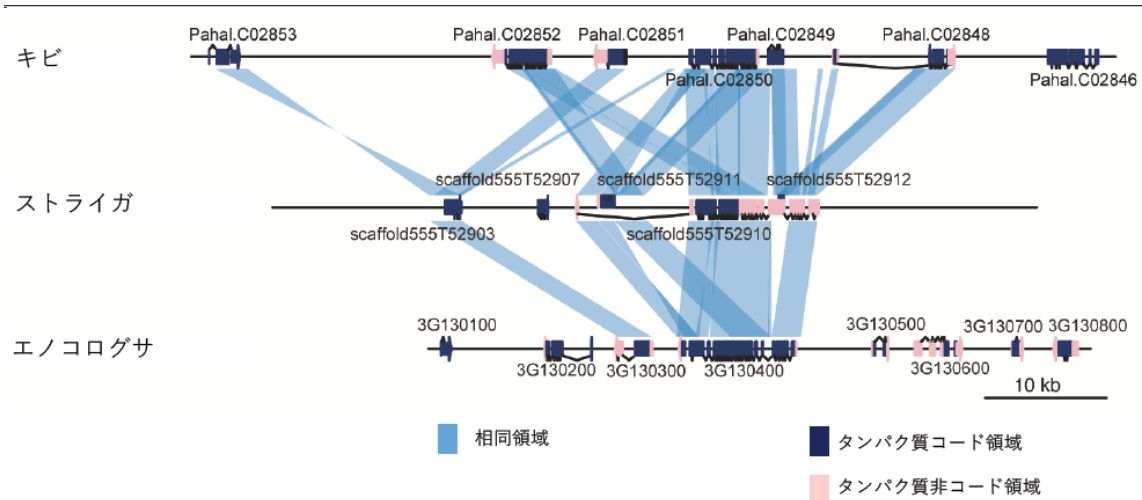 Pahal.C02853
Pahal.C02852
Pahal.C02851
Pahal.C02849
Pahal.C02848
キビ
Pahal.C02850
Pahal.C02846
scaffold555T52907
scaffold555T52911
scaffold555T52912
ストライガ
scaffold555T52903
scaffold555T52910
3G130100
3G130500
3G130700
3G130800
エノコログサ
3G130200
3G130300
3G130400
3G130600
10 kb
相同領域
タンパク質コード領域
タンパク質非コード領域